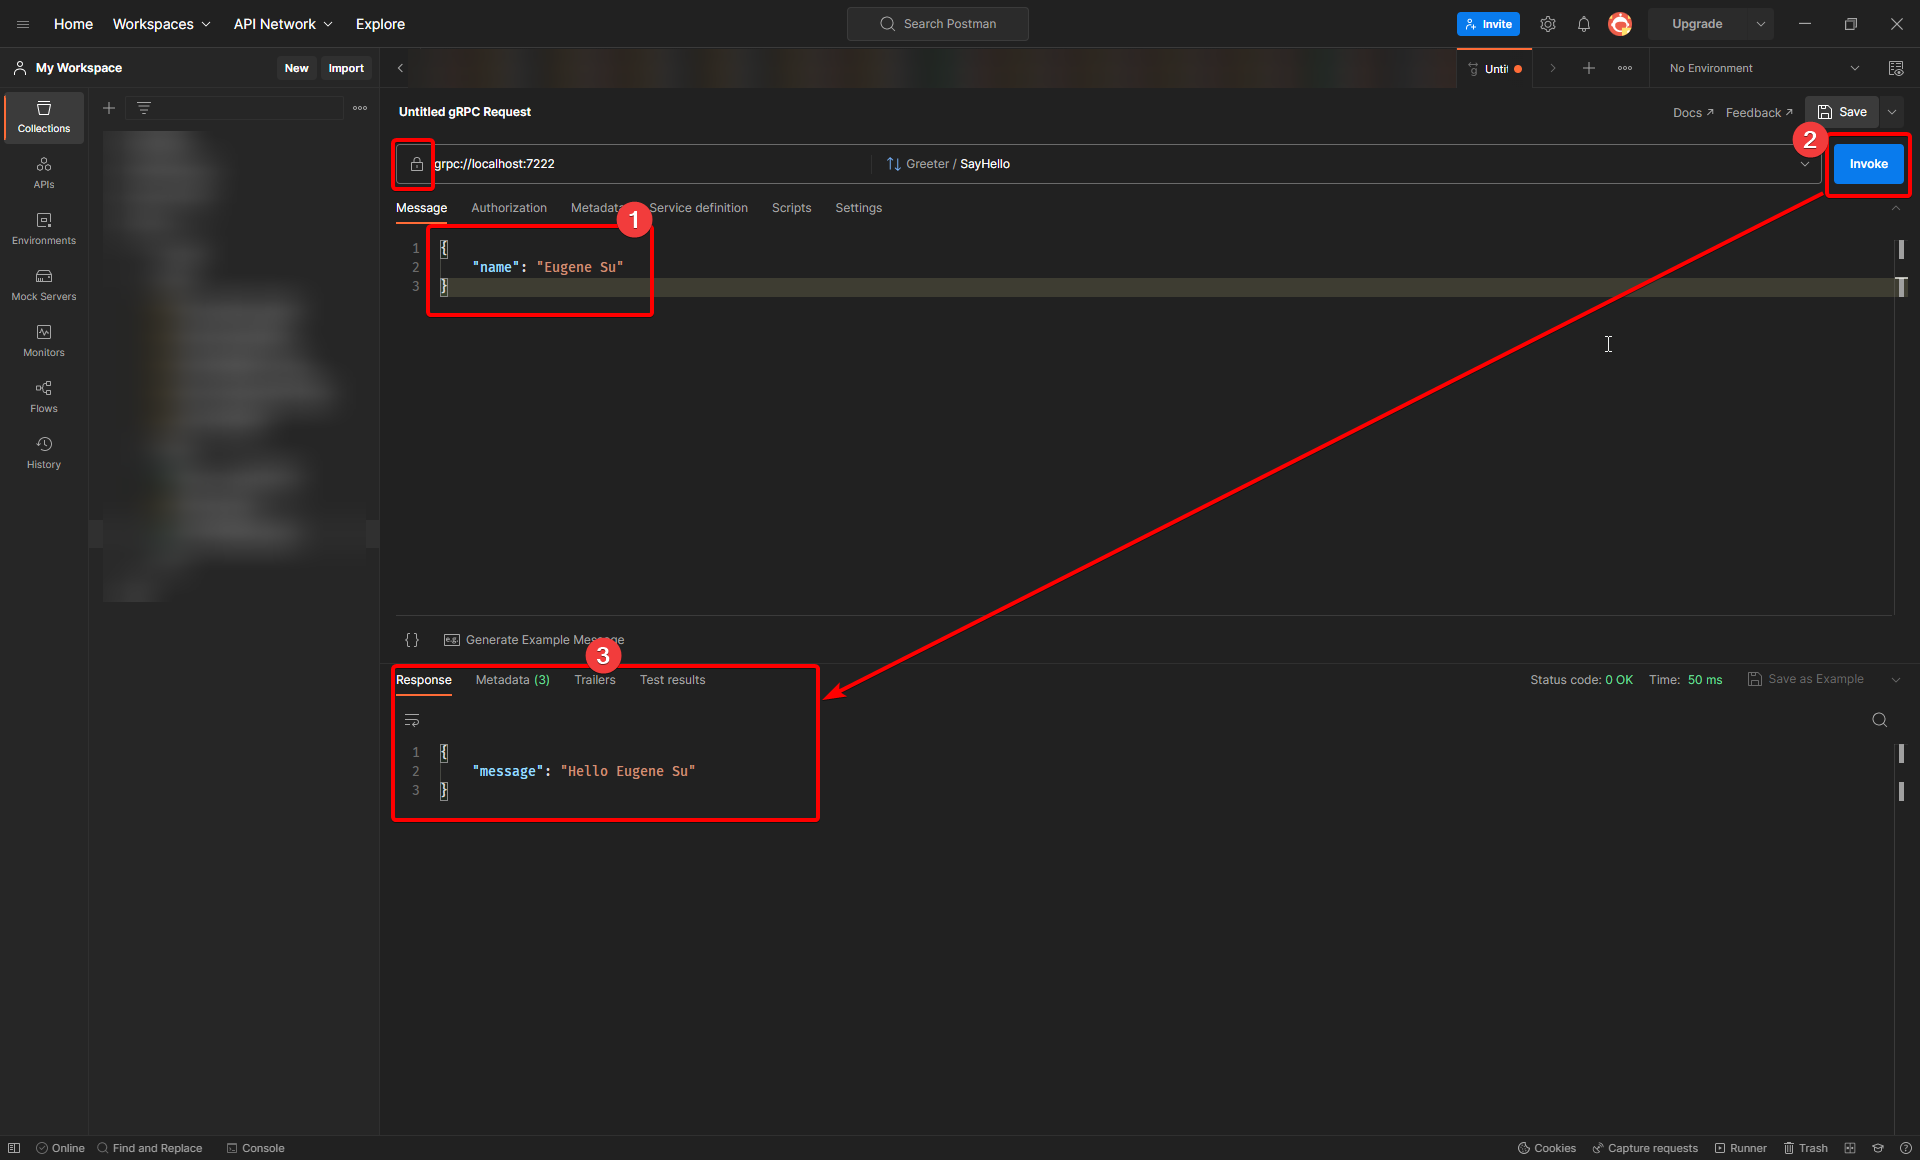 Home Workspaces API Network Explore Search Postman Invite Upgrade
My Workspace New Import Unti No Environment
Untitled gRPC Request Docs Feedback Save
2
grpc://localhost:7222 Greeter / SayHello Invoke
Message Authorization Metadata Service definition Scripts Settings
1
1 {
2 "name": "Eugene Su"
3 }
Collections
APIs
Environments
Mock Servers
Monitors
Flows
History
{} e.g. Generate Example Message
3
Response Metadata (3) Trailers Test results Status code: 0 OK Time: 50 ms Save as Example
1 {
2 "message": "Hello Eugene Su"
3 }
Online Find and Replace Console Cookies Capture requests Runner Trash